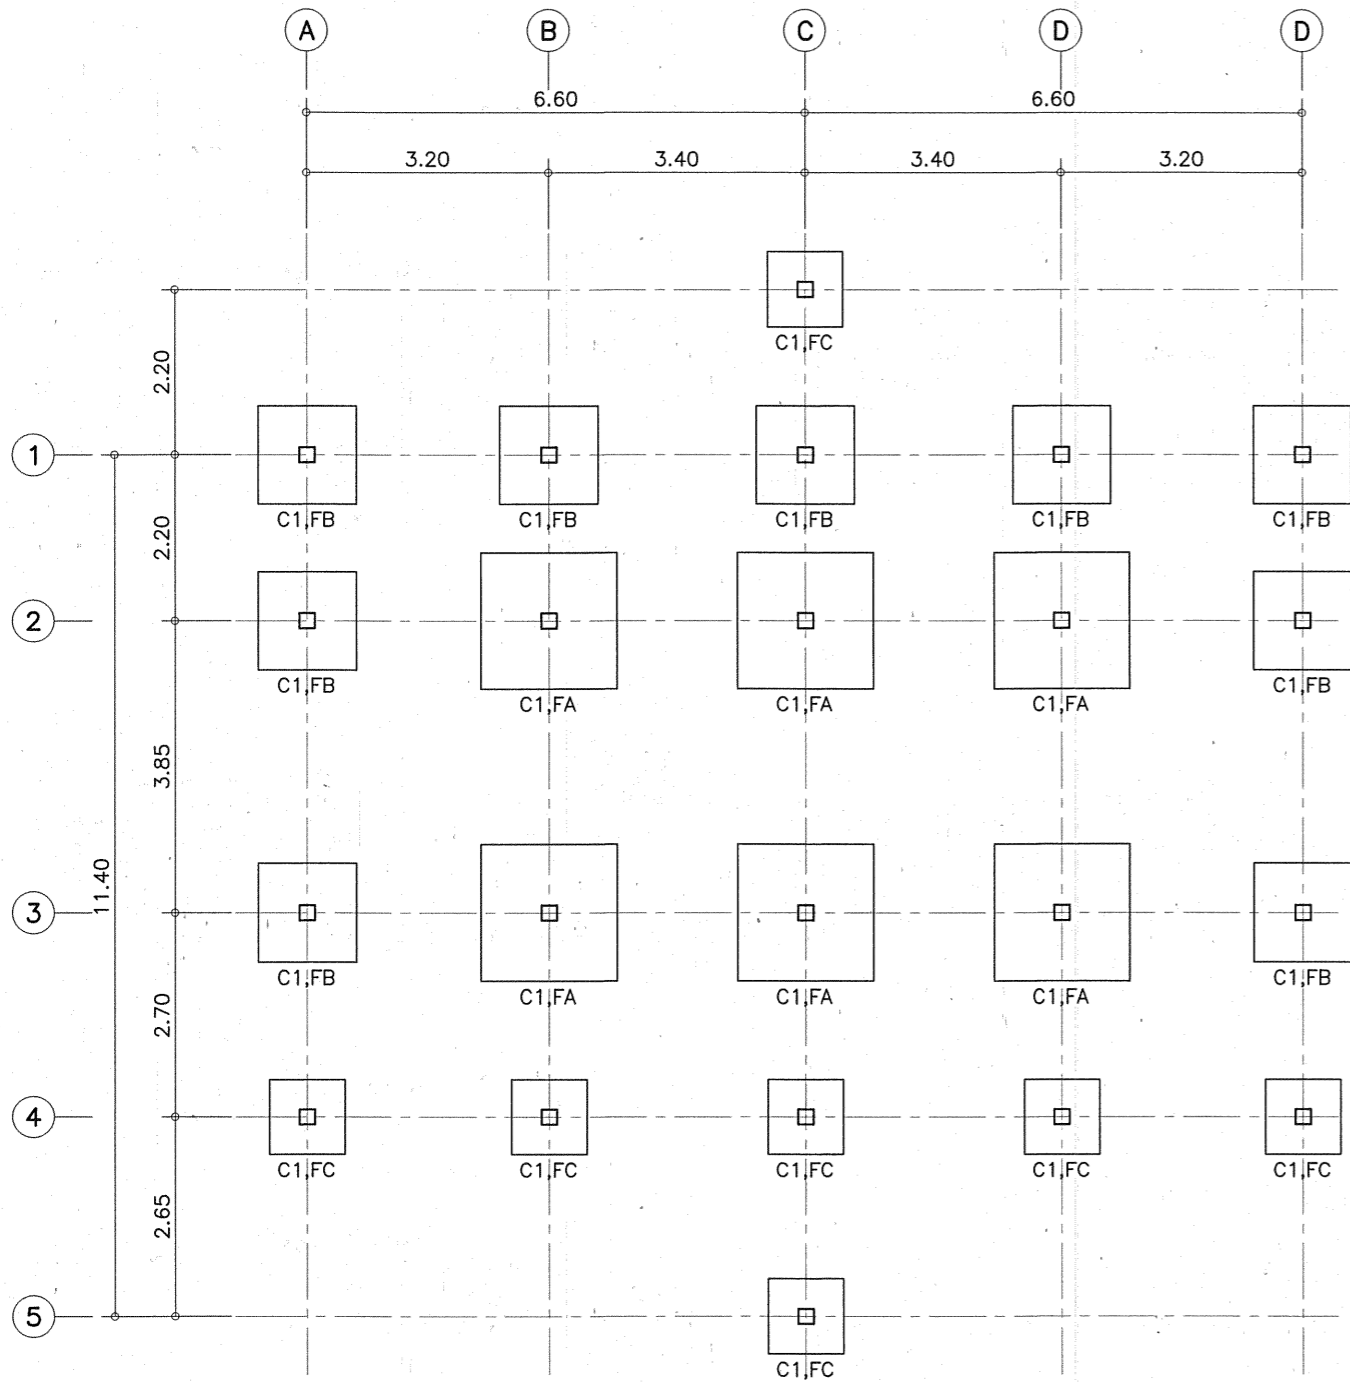 A B C D D
6.60 6.60
3.20 3.40 3.40 3.20
C1,FC
2.20
1
C1,FB C1,FB C1,FB C1,FB C1,FB
2.20
2
C1,FB C1,FA C1,FA C1,FA C1,FB
3.85
11.40
3
C1,FB C1,FA C1,FA C1,FA C1,FB
2.70
4
C1,FC C1,FC C1,FC C1,FC C1,FC
2.65
5
C1,FC